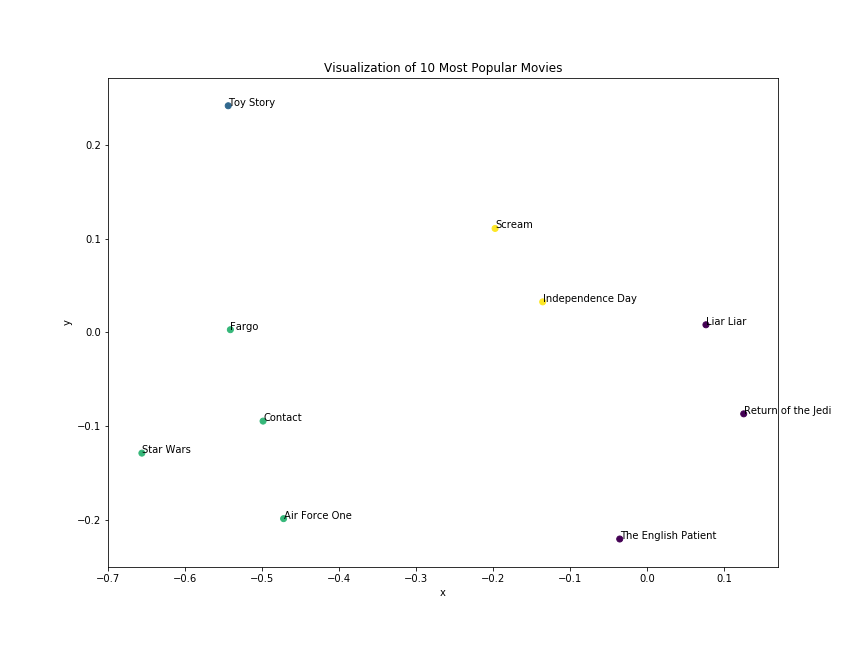 Visualization of 10 Most Popular Movies
Toy Story
0.2
Scream
0.1
Independence Day
Liar Liar
Fargo
0.0
y
Return of the Jedi
Contact
−0.1
Star Wars
Air Force One
−0.2
The English Patient
−0.7 −0.6 −0.5 −0.4 −0.3 −0.2 −0.1 0.0 0.1
x